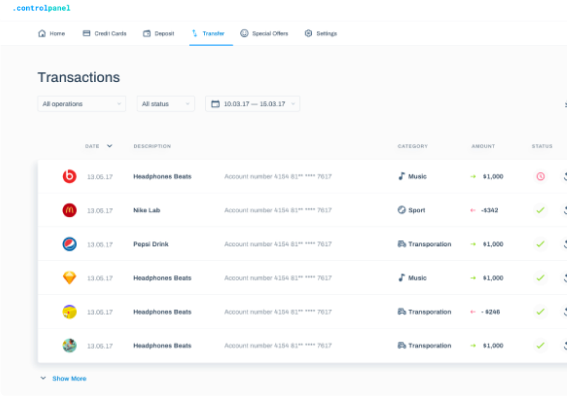 .controlpanel
Home Credit Cards Deposit Transfer Special Offers Settings
Transactions
All operations All status 10.03.17 — 16.03.17
DATE DESCRIPTION CATEGORY AMOUNT STATUS
13.06.17 Headphones Beats Account number 4154 81** **** 7617 Music → $1,000
13.06.17 Nike Lab Account number 4154 81** **** 7617 Sport ← -$342
13.06.17 Pepsi Drink Account number 4154 81** **** 7617 Transporation → $1,000
13.06.17 Headphones Beats Account number 4154 81** **** 7617 Music → $1,000
13.06.17 Headphones Beats Account number 4154 81** **** 7617 Transporation ← - $246
13.06.17 Headphones Beats Account number 4154 81** **** 7617 Transporation → $1,000
Show More